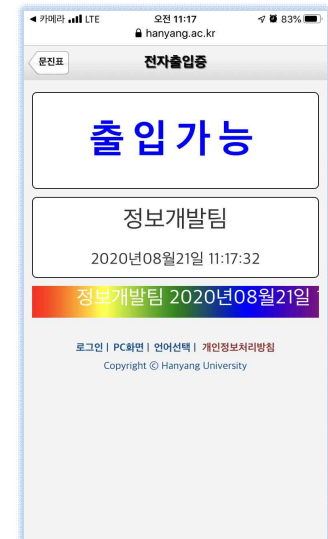 카메라 LTE 오전 11:17 83%
hanyang.ac.kr
문진표 전자출입증
출입가능
정보개발팀
2020년08월21일 11:17:32
정보개발팀 2020년08월21일
로그인 | PC화면 | 언어선택 | 개인정보처리방침
Copyright © Hanyang University